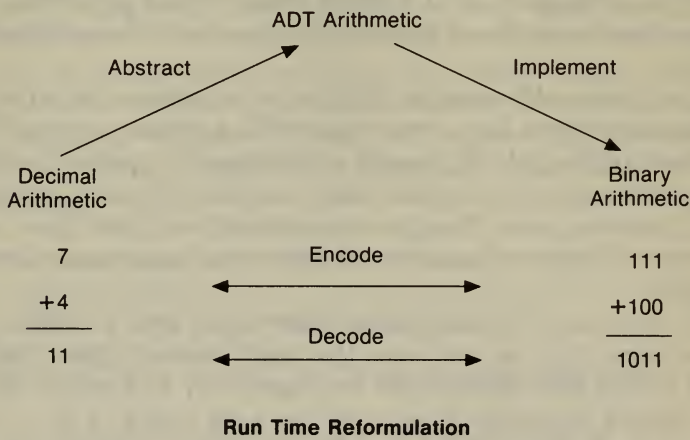 ADT Arithmetic
Abstract
Implement
Decimal
Arithmetic
Binary
Arithmetic
7
+4
11
Encode
Decode
111
+100
1011
Run Time Reformulation